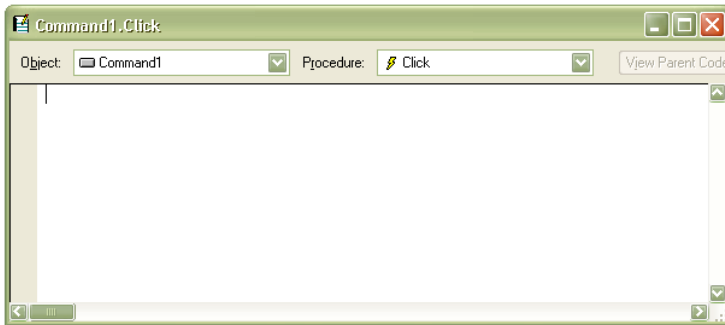 Command1.Click
Object: Command1 Procedure: Click View Parent Code